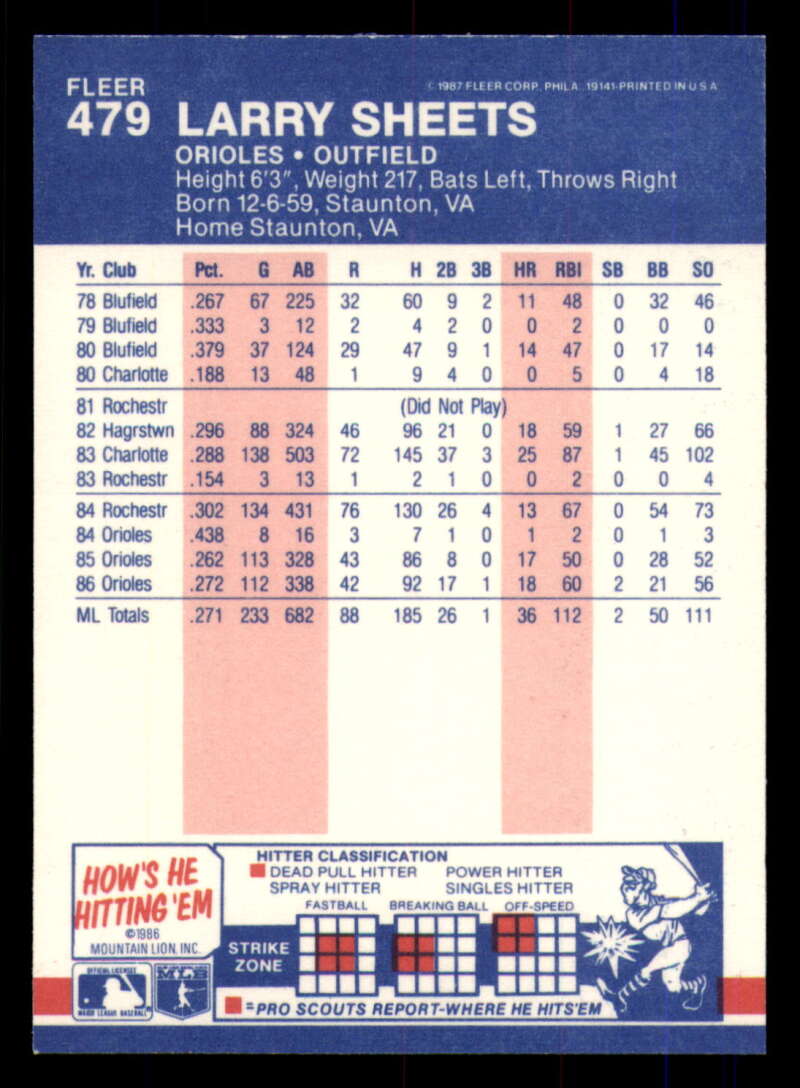 FLEER
479
©1987 FLEER CORP. PHILA. 19141-PRINTED IN U S A
LARRY SHEETS
ORIOLES • OUTFIELD
Height 6'3", Weight 217, Bats Left, Throws Right
Born 12-6-59, Staunton, VA
Home Staunton, VA
Yr. Club Pct. G AB R H 2B 3B HR RBI SB BB SO
78 Blufield .267 67 225 32 60 9 2 11 48 0 32 46
79 Blufield .333 3 12 2 4 2 0 0 2 0 0 0
80 Blufield .379 37 124 29 47 9 1 14 47 0 17 14
80 Charlotte .188 13 48 1 9 4 0 0 5 0 4 18
81 Rochestr (Did Not Play)
82 Hagrstwn .296 88 324 46 96 21 0 18 59 1 27 66
83 Charlotte .288 138 503 72 145 37 3 25 87 1 45 102
83 Rochestr .154 3 13 1 2 1 0 0 2 0 0 4
84 Rochestr .302 134 431 76 130 26 4 13 67 0 54 73
84 Orioles .438 8 16 3 7 1 0 1 2 0 1 3
85 Orioles .262 113 328 43 86 8 0 17 50 0 28 52
86 Orioles .272 112 338 42 92 17 1 18 60 2 21 56
ML Totals .271 233 682 88 185 26 1 36 112 2 50 111
HOW'S HE
HITTING 'EM
©1986
MOUNTAIN LION, INC.
OFFICIAL LICENSEE
MAJOR LEAGUE BASEBALL
MLB
HITTER CLASSIFICATION
DEAD PULL HITTER POWER HITTER
SPRAY HITTER SINGLES HITTER
FASTBALL BREAKING BALL OFF-SPEED
STRIKE
ZONE
=PRO SCOUTS REPORT-WHERE HE HITS'EM